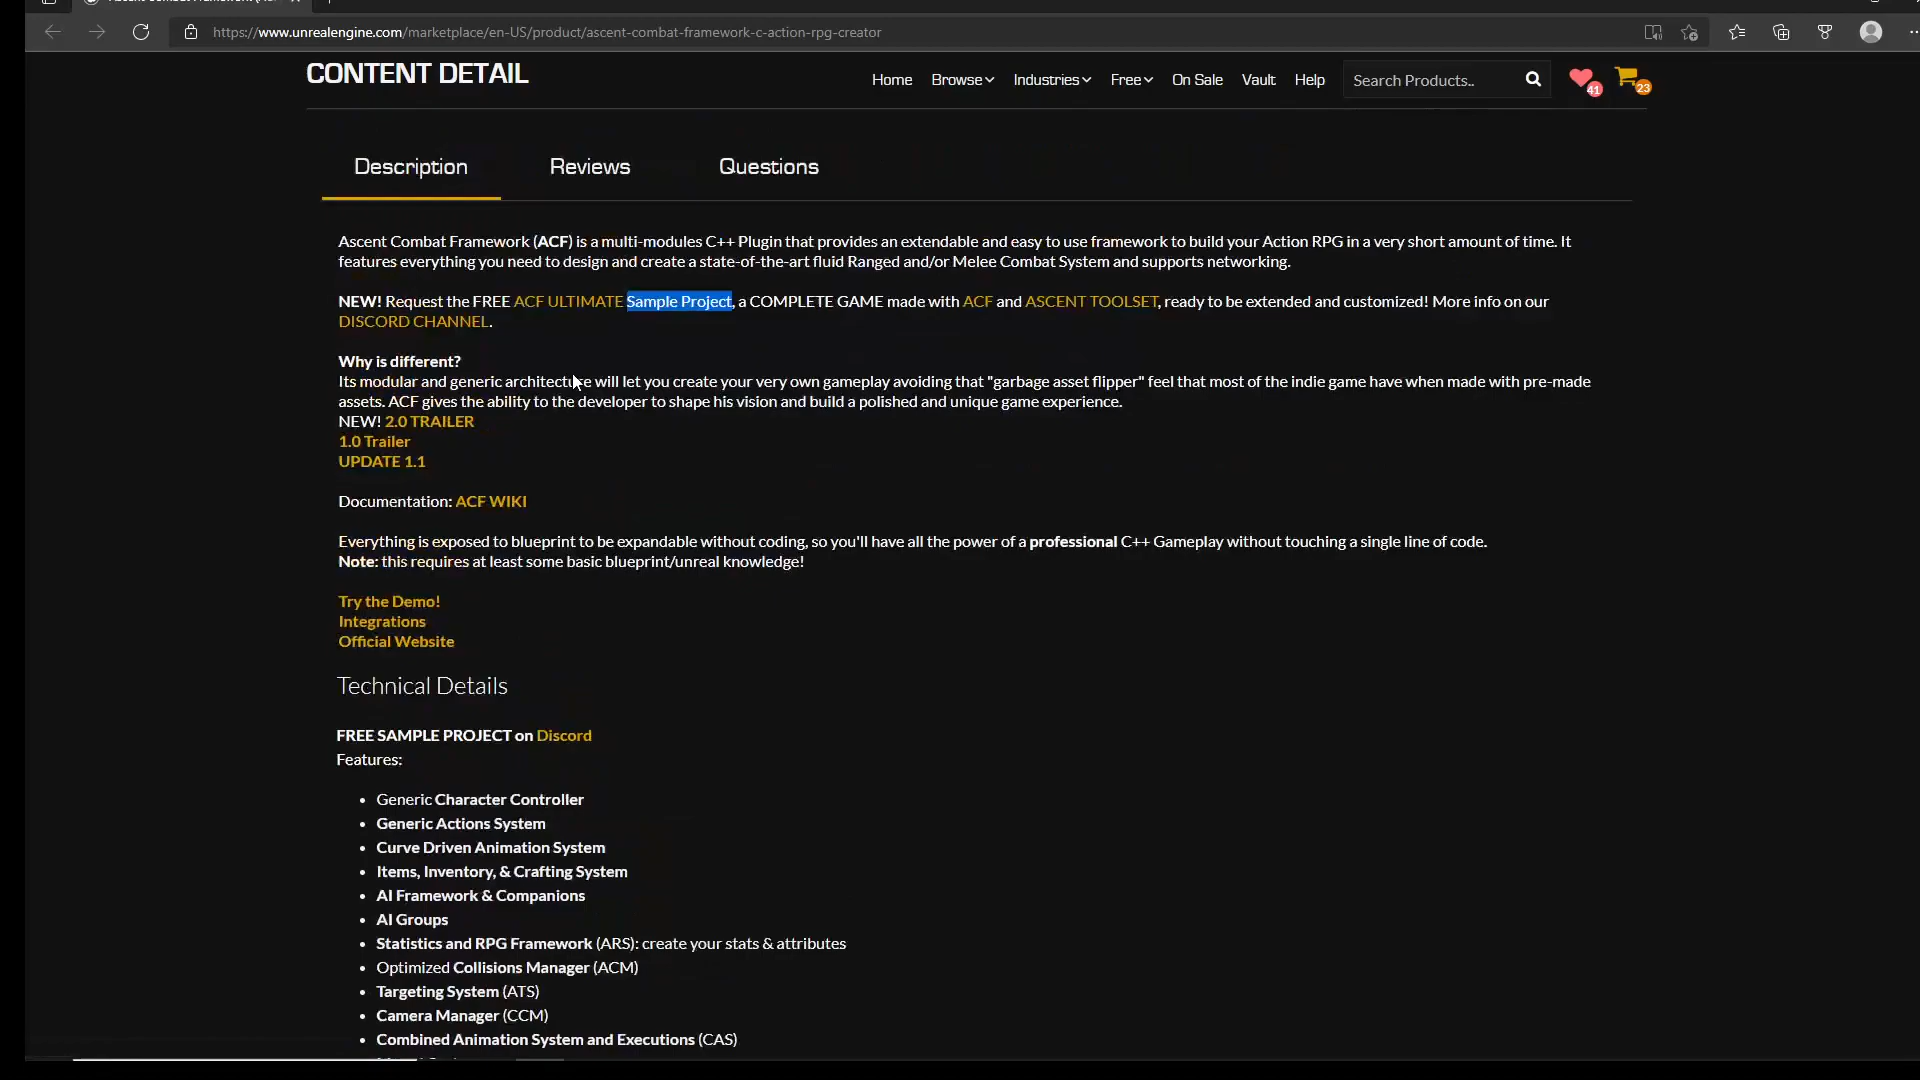 https://www.unrealengine.com/marketplace/en-US/product/ascent-combat-framework-c-action-rpg-creator
CONTENT DETAIL
Home Browse Industries Free On Sale Vault Help Search Products.. 41 23
Description Reviews Questions
Ascent Combat Framework (ACF) is a multi-modules C++ Plugin that provides an extendable and easy to use framework to build your Action RPG in a very short amount of time. It
features everything you need to design and create a state-of-the-art fluid Ranged and/or Melee Combat System and supports networking.
NEW! Request the FREE ACF ULTIMATE Sample Project, a COMPLETE GAME made with ACF and ASCENT TOOLSET, ready to be extended and customized! More info on our
DISCORD CHANNEL.
Why is different?
Its modular and generic architecture will let you create your very own gameplay avoiding that "garbage asset flipper" feel that most of the indie game have when made with pre-made
assets. ACF gives the ability to the developer to shape his vision and build a polished and unique game experience.
NEW! 2.0 TRAILER
1.0 Trailer
UPDATE 1.1
Documentation: ACF WIKI
Everything is exposed to blueprint to be expandable without coding, so you'll have all the power of a professional C++ Gameplay without touching a single line of code.
Note: this requires at least some basic blueprint/unreal knowledge!
Try the Demo!
Integrations
Official Website
Technical Details
FREE SAMPLE PROJECT on Discord
Features:
• Generic Character Controller
• Generic Actions System
• Curve Driven Animation System
• Items, Inventory, & Crafting System
• AI Framework & Companions
• AI Groups
• Statistics and RPG Framework (ARS): create your stats & attributes
• Optimized Collisions Manager (ACM)
• Targeting System (ATS)
• Camera Manager (CCM)
• Combined Animation System and Executions (CAS)